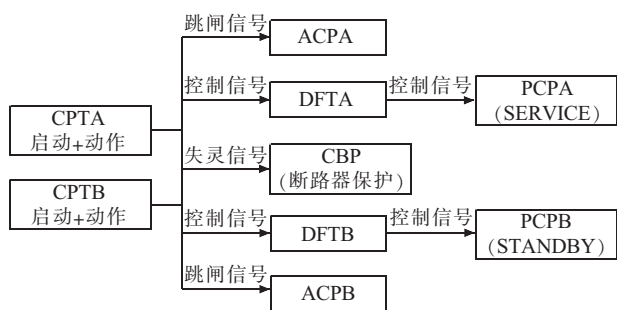 跳闸信号
ACPA
控制信号
DFTA
控制信号
PCPA
(SERVICE)
CPTA
启动+动作
失灵信号
CBP
(断路器保护)
CPTB
启动+动作
控制信号
DFTB
控制信号
PCPB
(STANDBY)
跳闸信号
ACPB